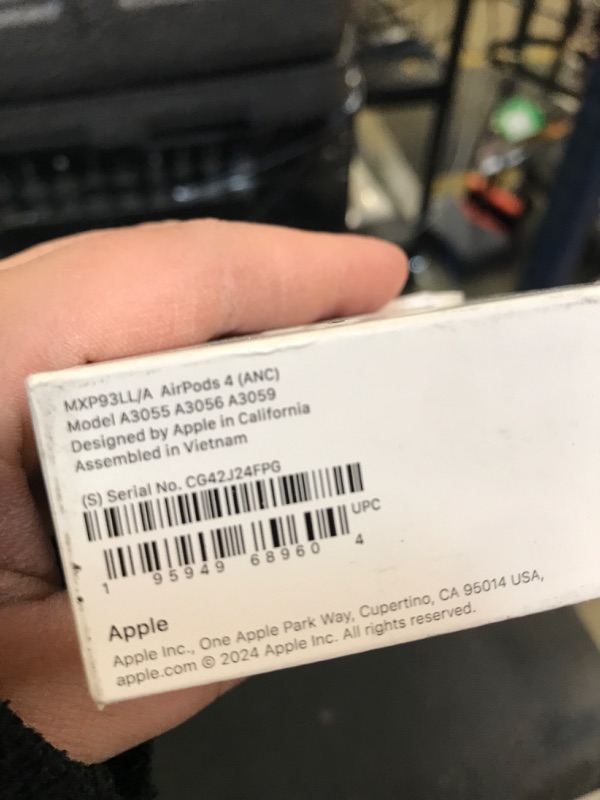 MXP93LL/A AirPods 4 (ANC)
Model A3055 A3056 A3059
Designed by Apple in California
Assembled in Vietnam
(S) Serial No. CG42J24FPG
UPC
1 95949 68960 4
Apple
Apple Inc., One Apple Park Way, Cupertino, CA 95014 USA,
apple.com © 2024 Apple Inc. All rights reserved.